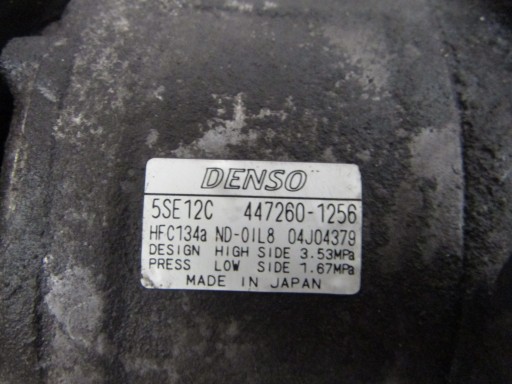 DENSO
5SE12C 447260-1256
HFC134a ND-OIL8 04J04379
DESIGN HIGH SIDE 3.53MPa
PRESS LOW SIDE 1.67MPa
MADE IN JAPAN